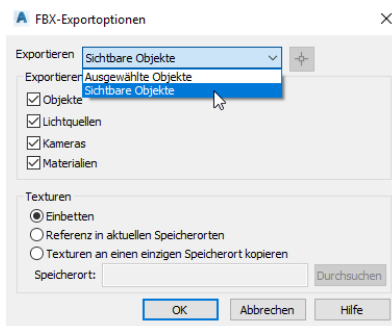 FBX-Exportoptionen
Exportieren Sichtbare Objekte
Ausgewählte Objekte
Sichtbare Objekte
Exportieren
Objekte
Lichtquellen
Kameras
Materialien
Texturen
Einbetten
Referenz in aktuellen Speicherorten
Texturen an einen einzigen Speicherort kopieren
Speicherort: Durchsuchen
OK Abbrechen Hilfe